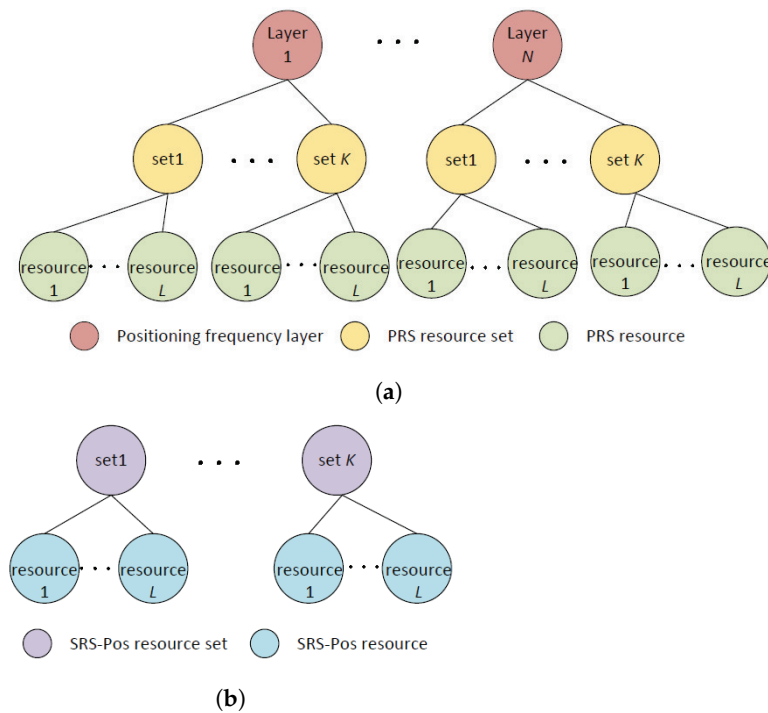 Layer 1 Layer N
set1 set K set1 set K
resource 1 resource L resource 1 resource L resource 1 resource L resource 1 resource L
Positioning frequency layer PRS resource set PRS resource
(a)
set1 set K
resource 1 resource L resource 1 resource L
SRS-Pos resource set SRS-Pos resource
(b)